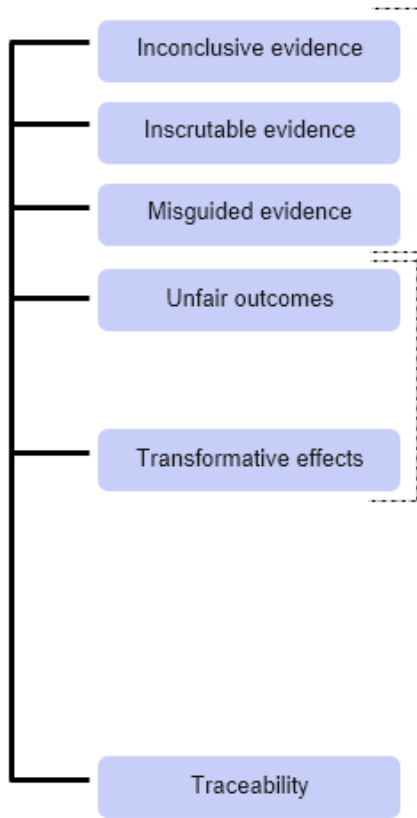 Inconclusive evidence
Inscrutable evidence
Misguided evidence
Unfair outcomes
Transformative effects
Traceability